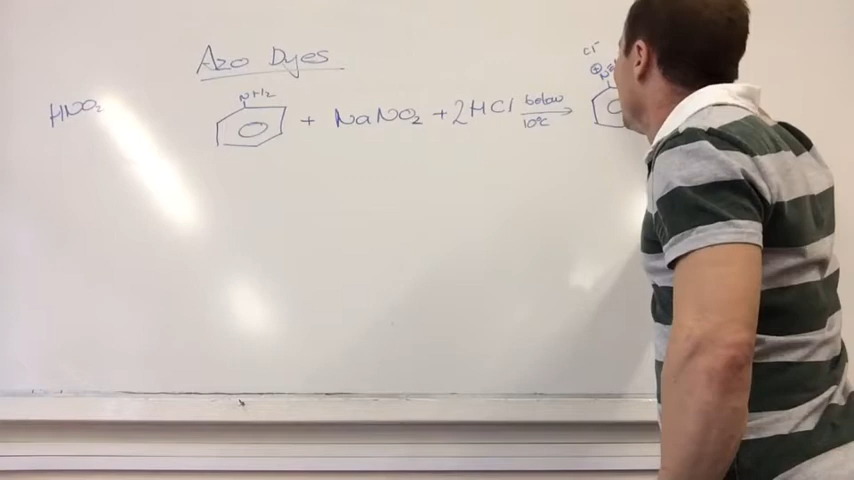 Azo Dyes
HNO₂
NH₂
+ NaNO₂ + 2HCl below 10°C →
Cl⁻
⊕N≡